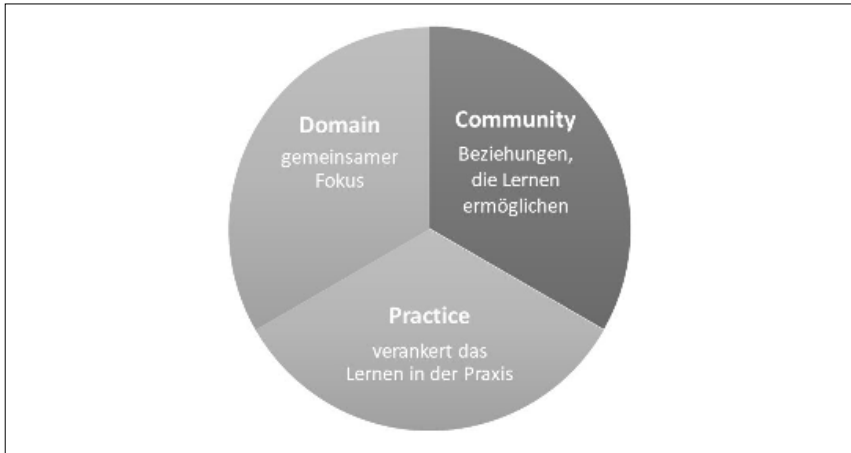 Domain
gemeinsamer
Fokus
Community
Beziehungen,
die Lernen
ermöglichen
Practice
verankert das
Lernen in der Praxis